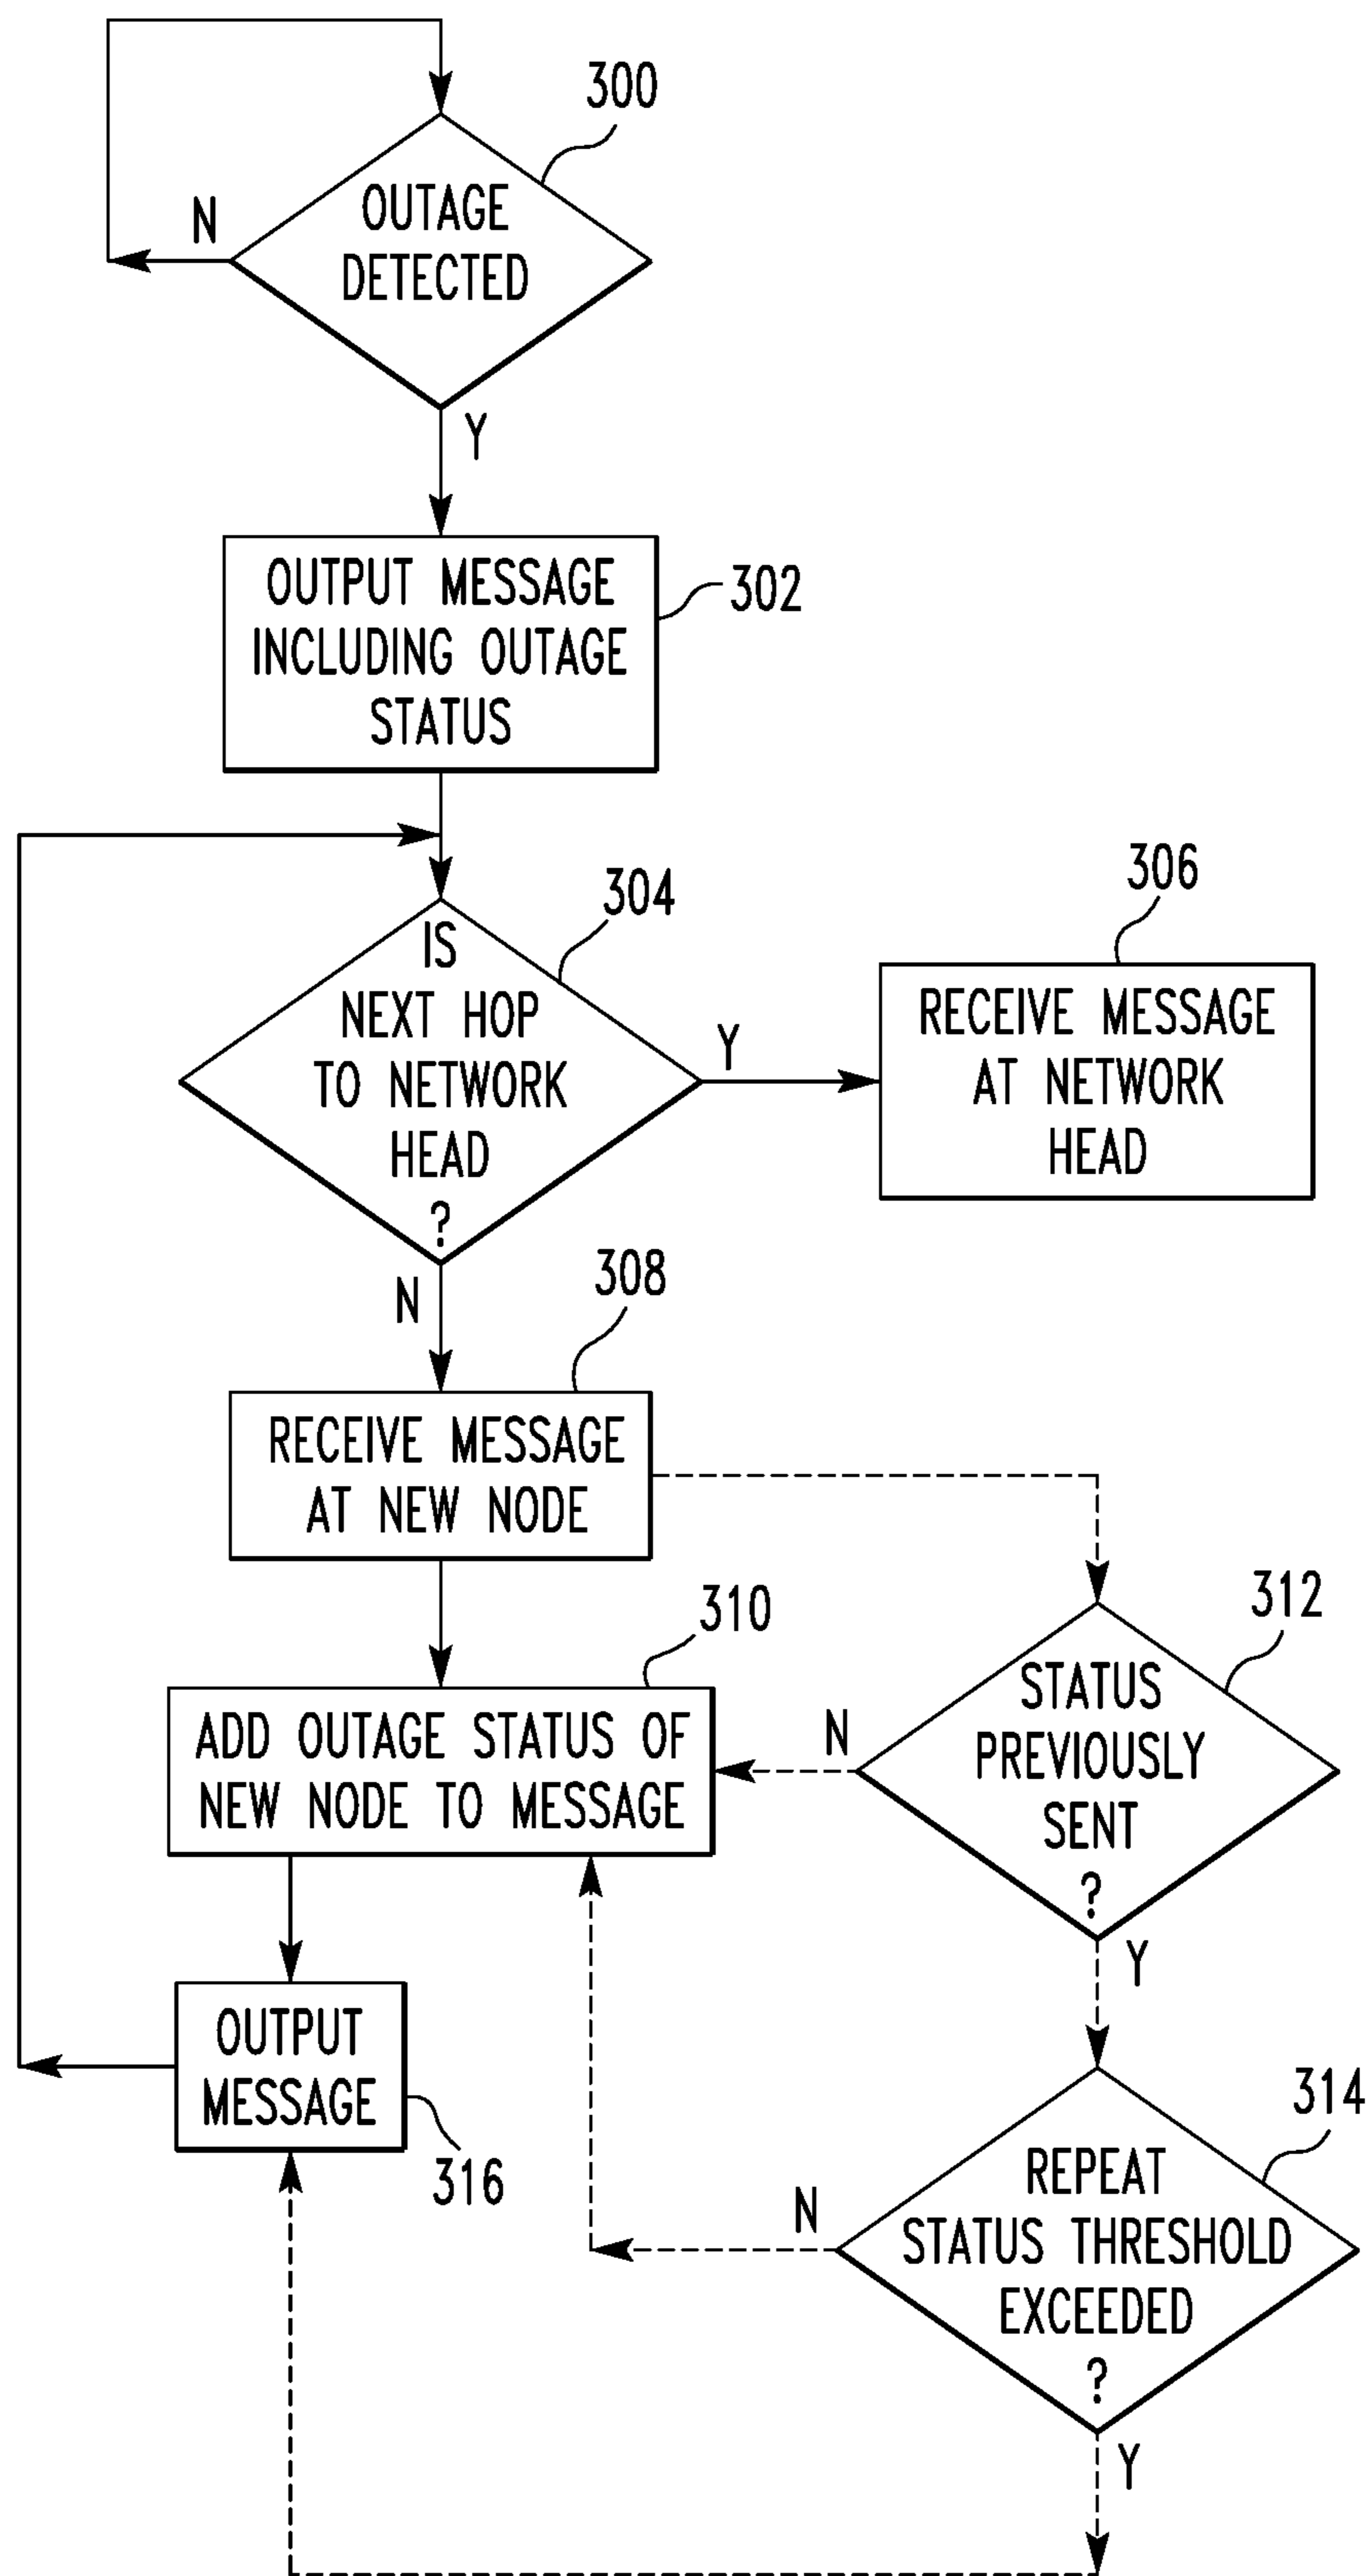 300
OUTAGE
DETECTED
N
Y
OUTPUT MESSAGE
INCLUDING OUTAGE
STATUS
302
304
IS
NEXT HOP
TO NETWORK
HEAD
?
Y
N
306
RECEIVE MESSAGE
AT NETWORK
HEAD
308
RECEIVE MESSAGE
AT NEW NODE
310
ADD OUTAGE STATUS OF
NEW NODE TO MESSAGE
312
STATUS
PREVIOUSLY
SENT
?
N
Y
OUTPUT
MESSAGE
316
314
REPEAT
STATUS THRESHOLD
EXCEEDED
?
N
Y